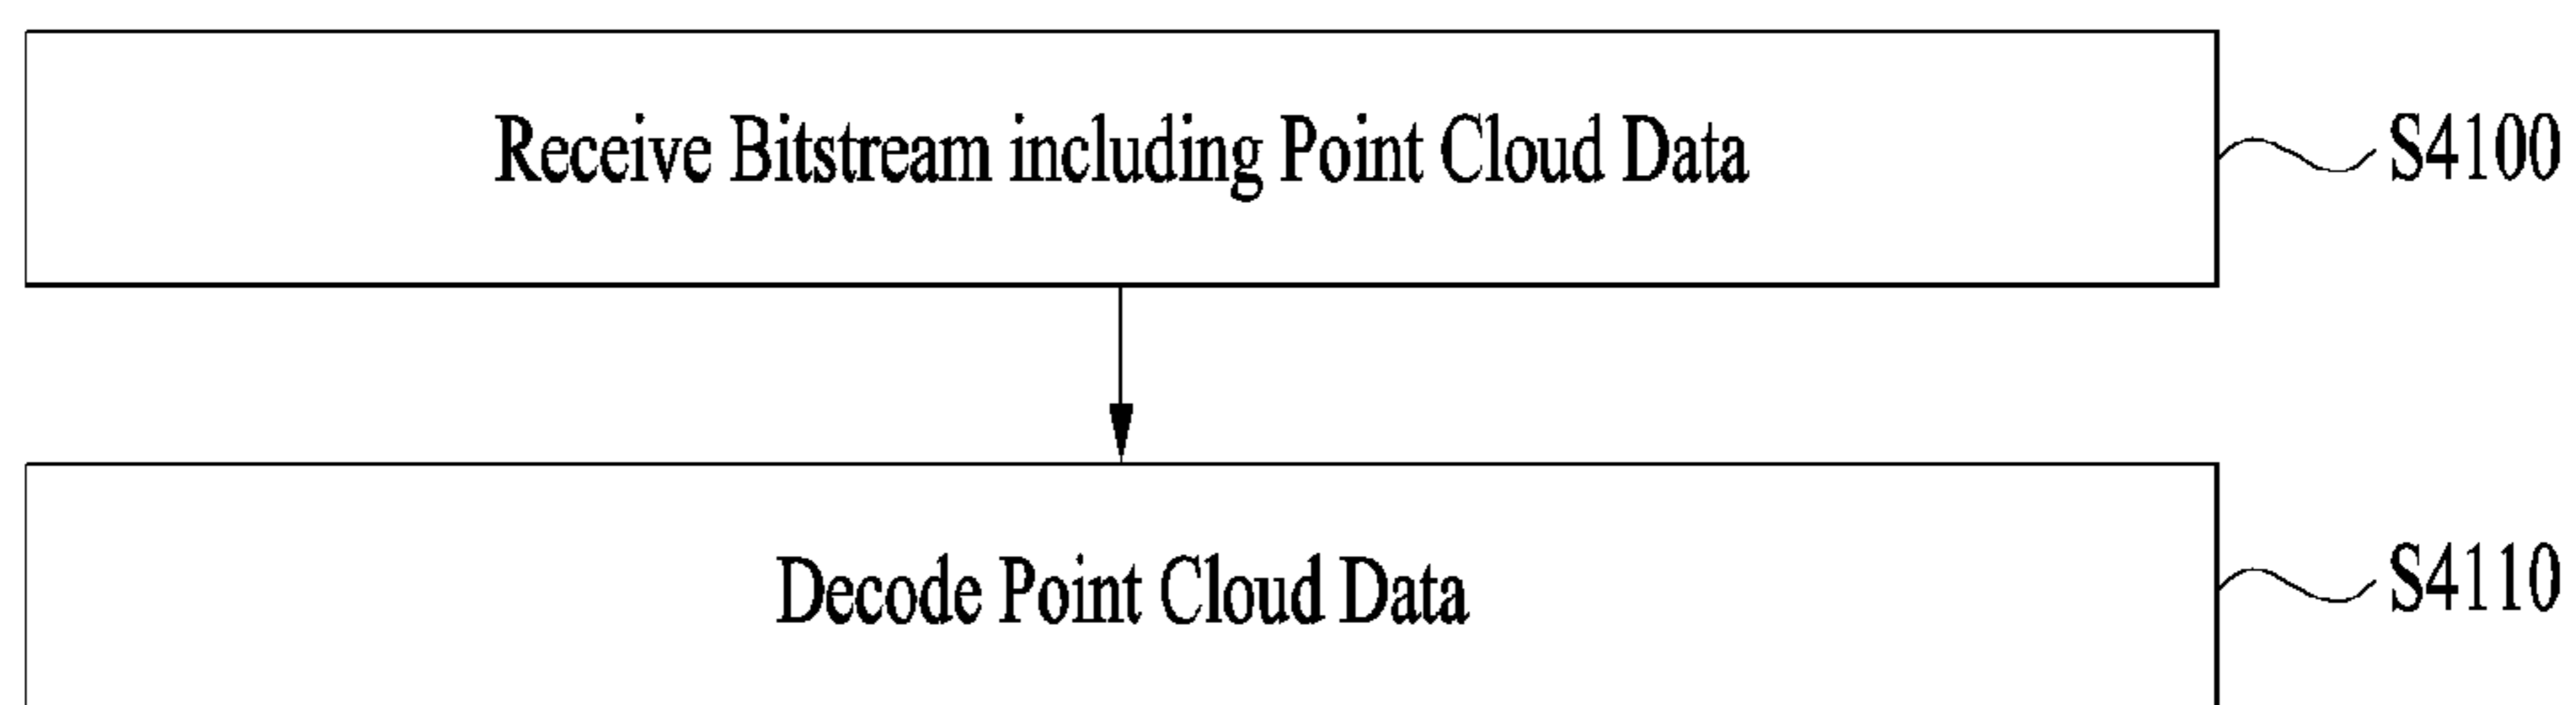 Receive Bitstream including Point Cloud Data
S4100
Decode Point Cloud Data
S4110